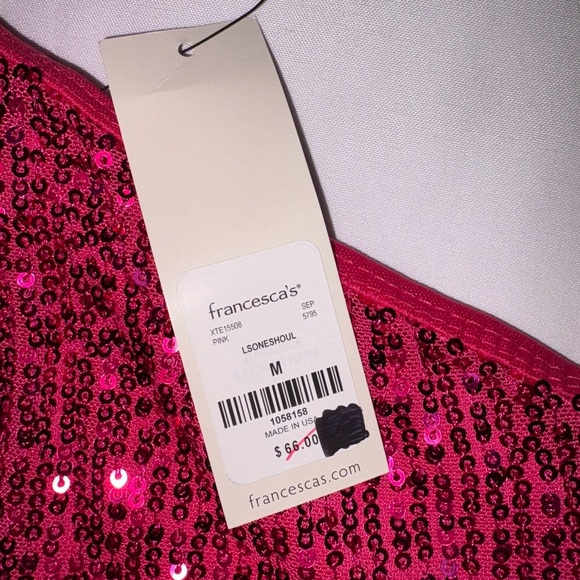 francesca's®
XTE15508 SEP
PINK 5795
LSONESHOUL
M
1058158
MADE IN USA
$ 66.00
francescas.com